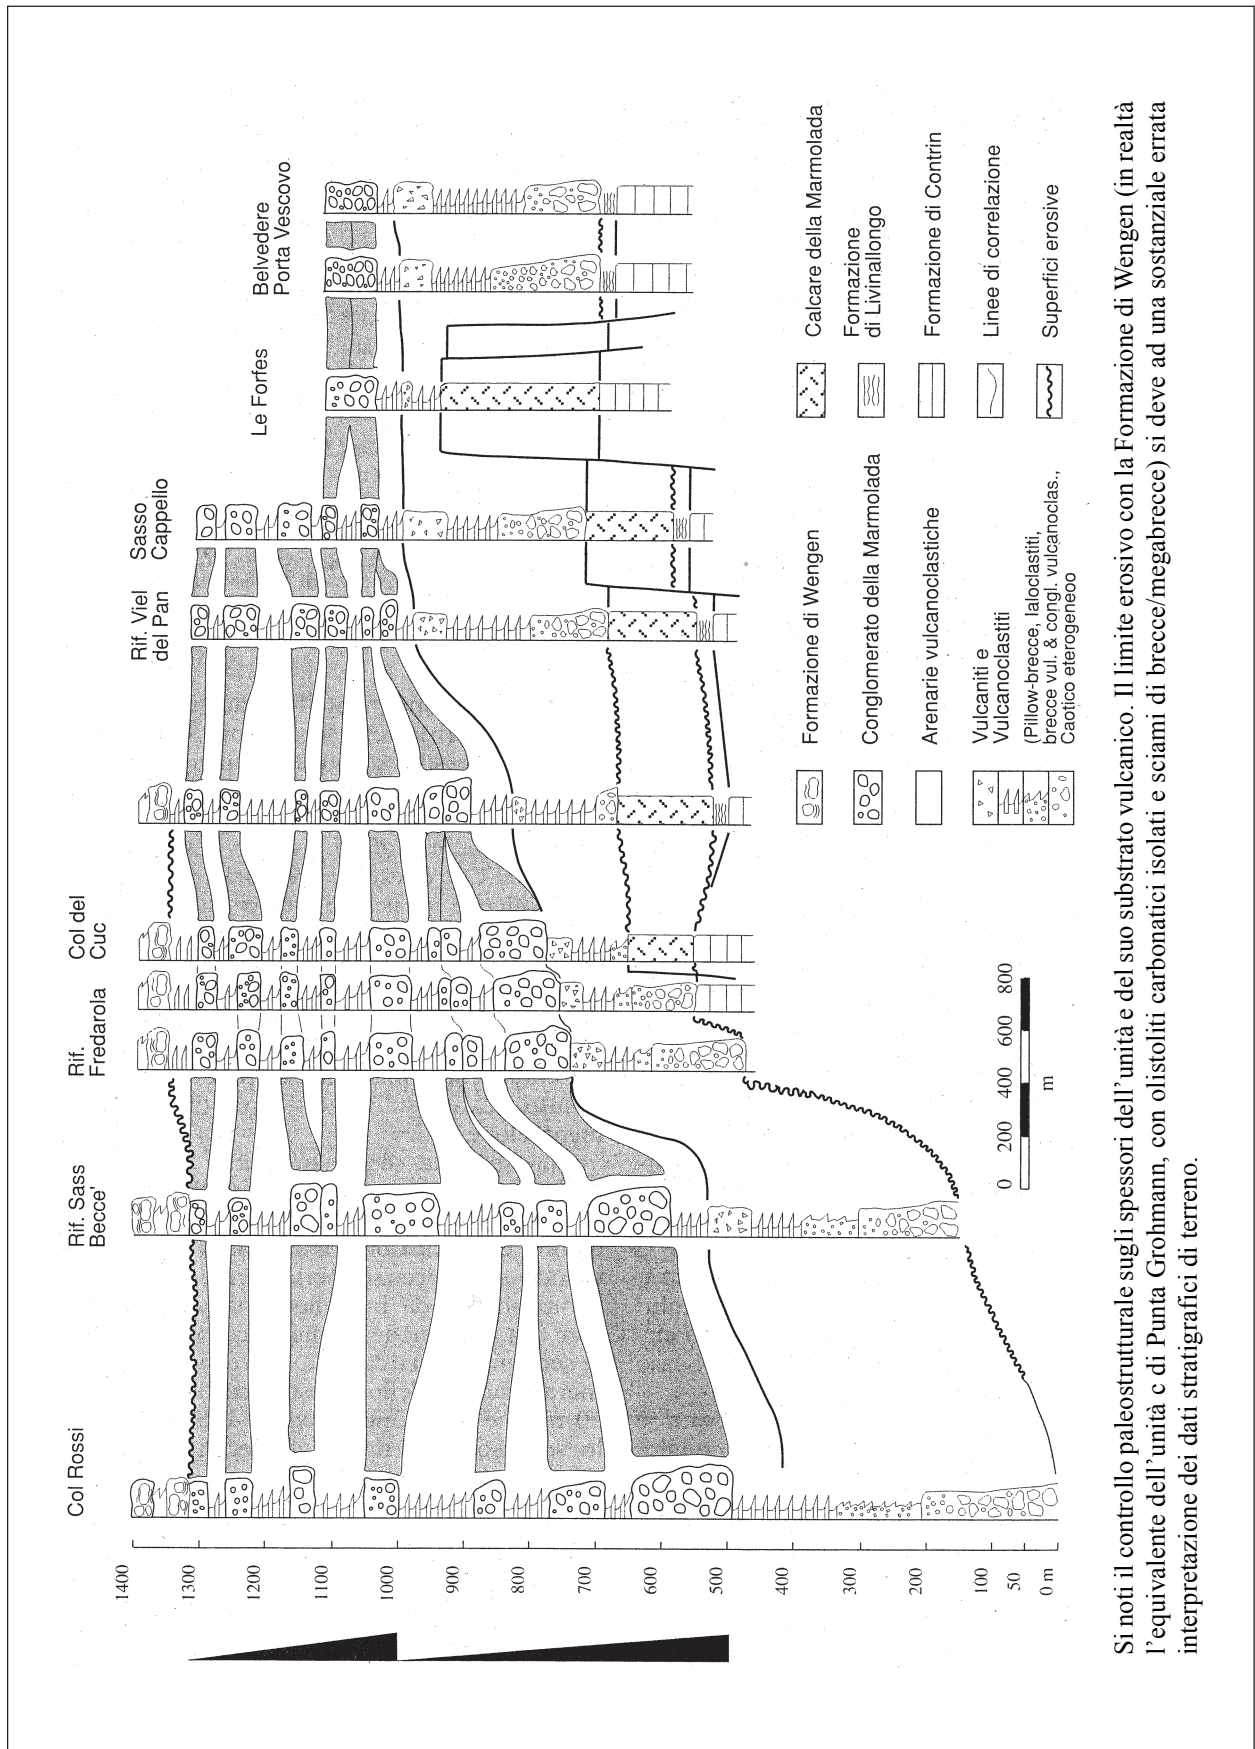 Col Rossi
Rif. Sass
Becce'
Rif.
Fredarola
Col del
Cuc
Rif. Viel
del Pan
Sasso
Cappello
Le Forfes
Belvedere
Porta Vescovo
1400
1300
1200
1100
1000
900
800
700
600
500
400
300
200
100
50
0 m
0 200 400 600 800
m
Formazione di Wengen
Conglomerato della Marmolada
Arenarie vulcanoclastiche
Vulcaniti e
Vulcanoclastiti
(Pillow-brecce, Ialoclastiti,
brecce vul. & congl. vulcanoclas.,
Caotico eterogeneoo
Calcare della Marmolada
Formazione
di Livinallongo
Formazione di Contrin
Linee di correlazione
Superfici erosive
Si noti il controllo paleostrutturale sugli spessori dell'unità e del suo substrato vulcanico. Il limite erosivo con la Formazione di Wengen (in realtà
l'equivalente dell'unità c di Punta Grohmann, con olistoliti carbonatici isolati e sciami di brecce/megabrecce) si deve ad una sostanziale errata
interpretazione dei dati stratigrafici di terreno.